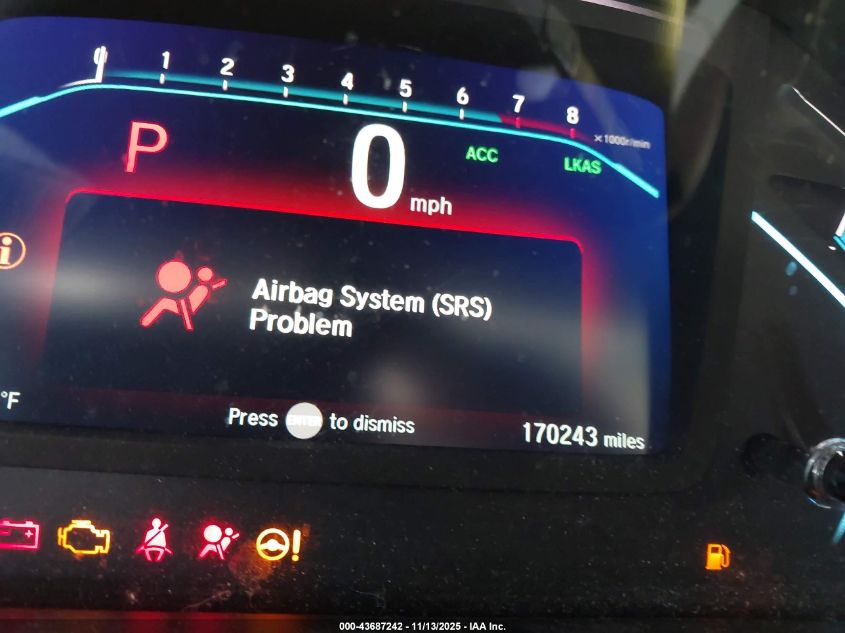 0 1 2 3 4 5 6 7 8
×1000r/min
P
0 mph
ACC
LKAS
i
Airbag System (SRS)
Problem
°F
Press ENTER to dismiss
170243 miles
000-43687242 - 11/13/2025 - IAA Inc.